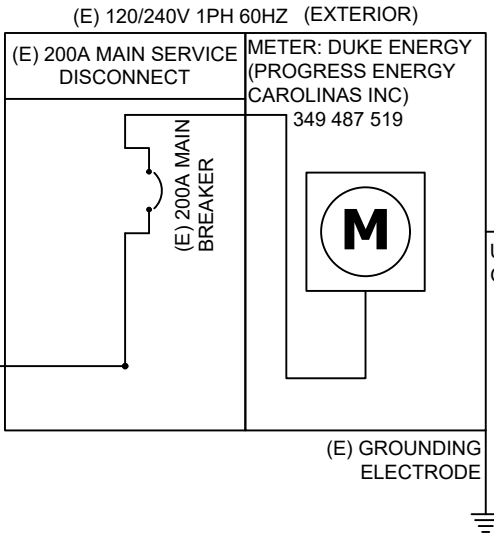 (E) 120/240V 1PH 60HZ (EXTERIOR)
(E) 200A MAIN SERVICE
DISCONNECT
METER: DUKE ENERGY
(PROGRESS ENERGY
CAROLINAS INC)
349 487 519
(E) 200A MAIN
BREAKER
M
(E) GROUNDING
ELECTRODE